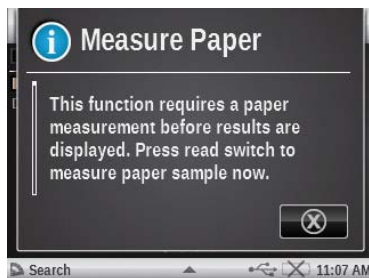 Measure Paper
This function requires a paper
measurement before results are
displayed. Press read switch to
measure paper sample now.
Search
11:07 AM